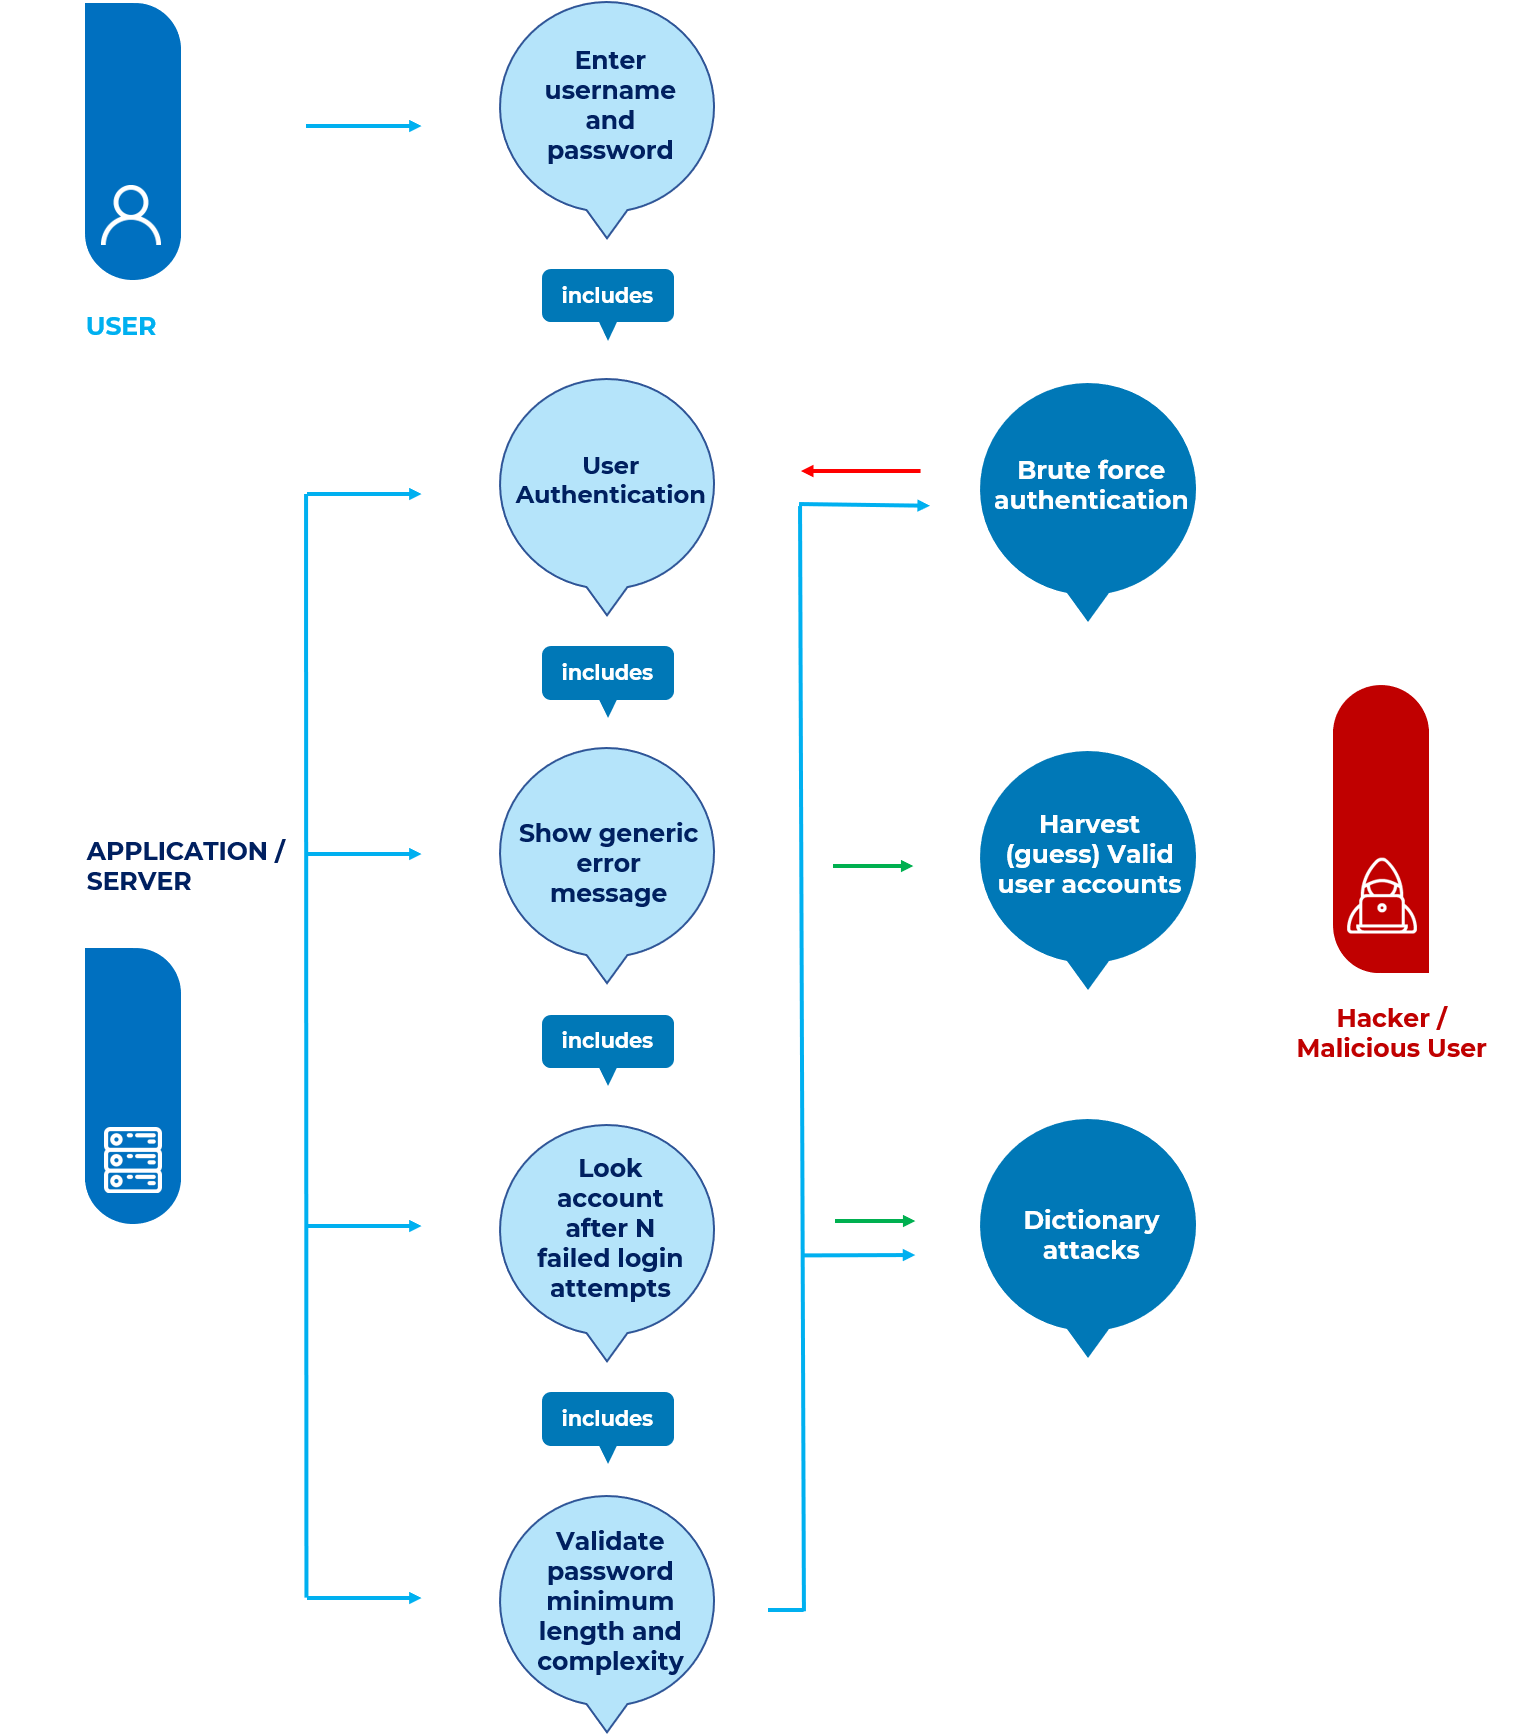 Enter
username
and
password
includes
USER
User
Authentication
Brute force
authentication
includes
Show generic
error
message
Harvest
(guess) Valid
user accounts
APPLICATION /
SERVER
Hacker /
Malicious User
includes
Look
account
after N
failed login
attempts
Dictionary
attacks
includes
Validate
password
minimum
length and
complexity